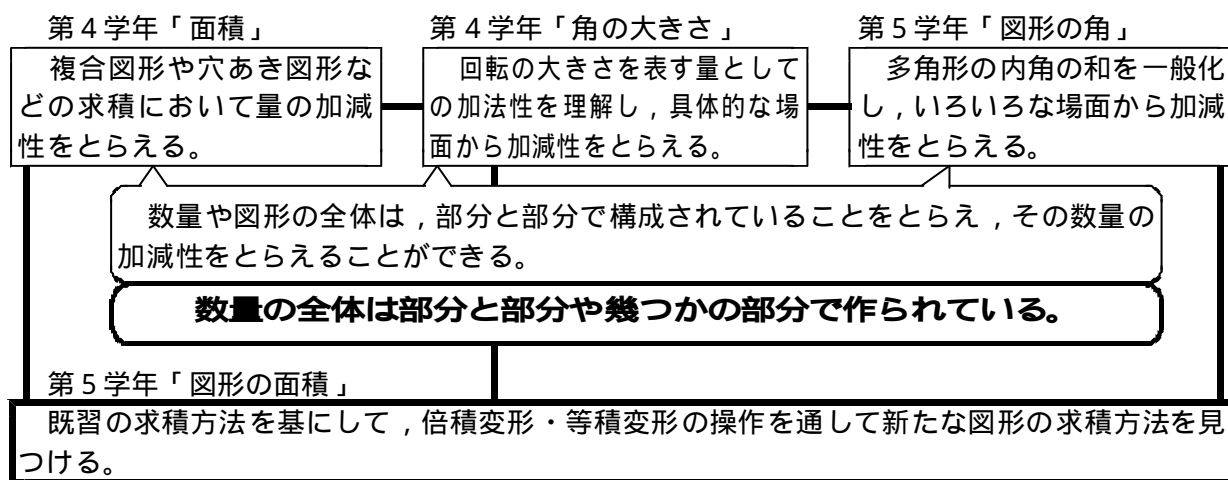 第４学年「面積」
第４学年「角の大きさ」
第５学年「図形の角」
複合図形や穴あき図形な
どの求積において量の加減
性をとらえる。
回転の大きさを表す量として
の加法性を理解し，具体的な場
面から加減性をとらえる。
多角形の内角の和を一般化
し，いろいろな場面から加減
性をとらえる。
数量や図形の全体は，部分と部分で構成されていることをとらえ，その数量の
加減性をとらえることができる。
数量の全体は部分と部分や幾つかの部分で作られている。
第５学年「図形の面積」
既習の求積方法を基にして，倍積変形・等積変形の操作を通して新たな図形の求積方法を見
つける。